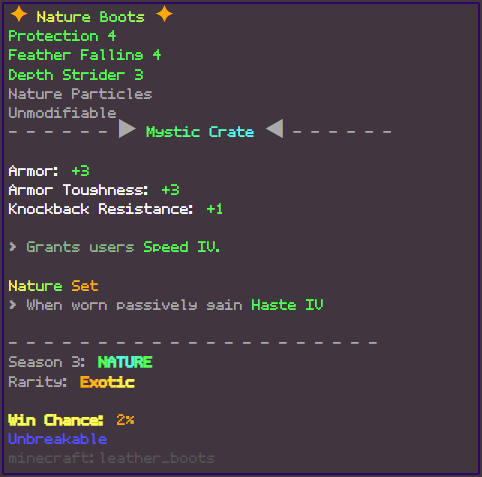 ✦ Nature Boots ✦
Protection 4
Feather Falling 4
Depth Strider 3
Nature Particles
Unmodifiable
- - - - - - ▶ Mystic Crate ◀ - - - - - -
Armor: +3
Armor Toughness: +3
Knockback Resistance: +1
> Grants users Speed IV.
Nature Set
> When worn passively gain Haste IV
- - - - - - - - - - - - - - - - - - - - - - -
Season 3: NATURE
Rarity: Exotic
Win Chance: 2%
Unbreakable
minecraft:leather_boots